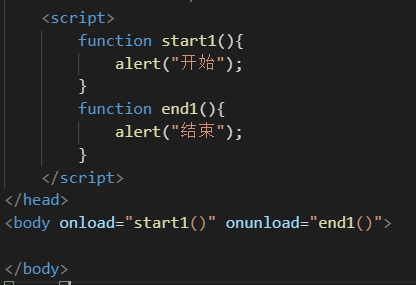 <script>
function start1(){
alert("开始");
}
function end1(){
alert("结束");
}
</script>
</head>
<body onload="start1()" onunload="end1()">
</body>